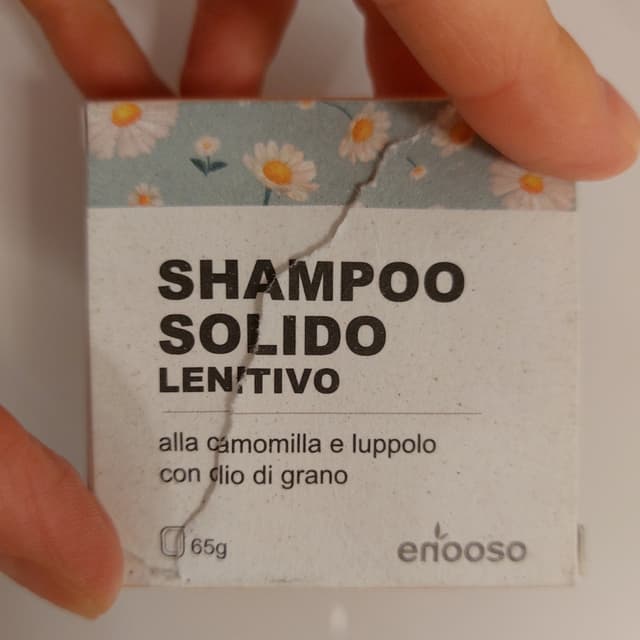 SHAMPOO
SOLIDO
LENITIVO
alla camomilla e luppolo
con olio di grano
65g
enooso